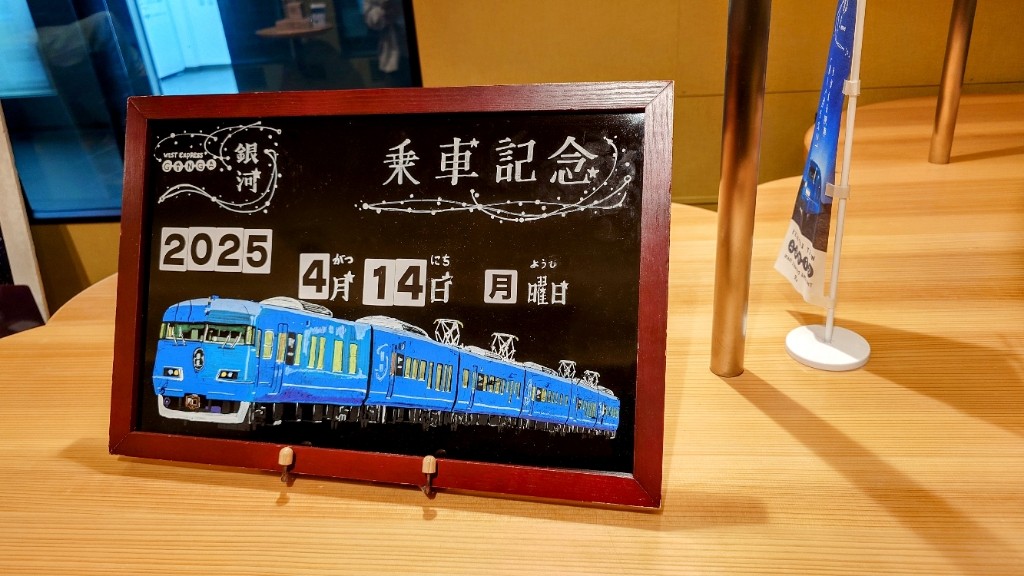 WEST EXPRESS
GINGA
銀河
乗車記念
2025
がつ にち ようび
4月 14日 月 曜日